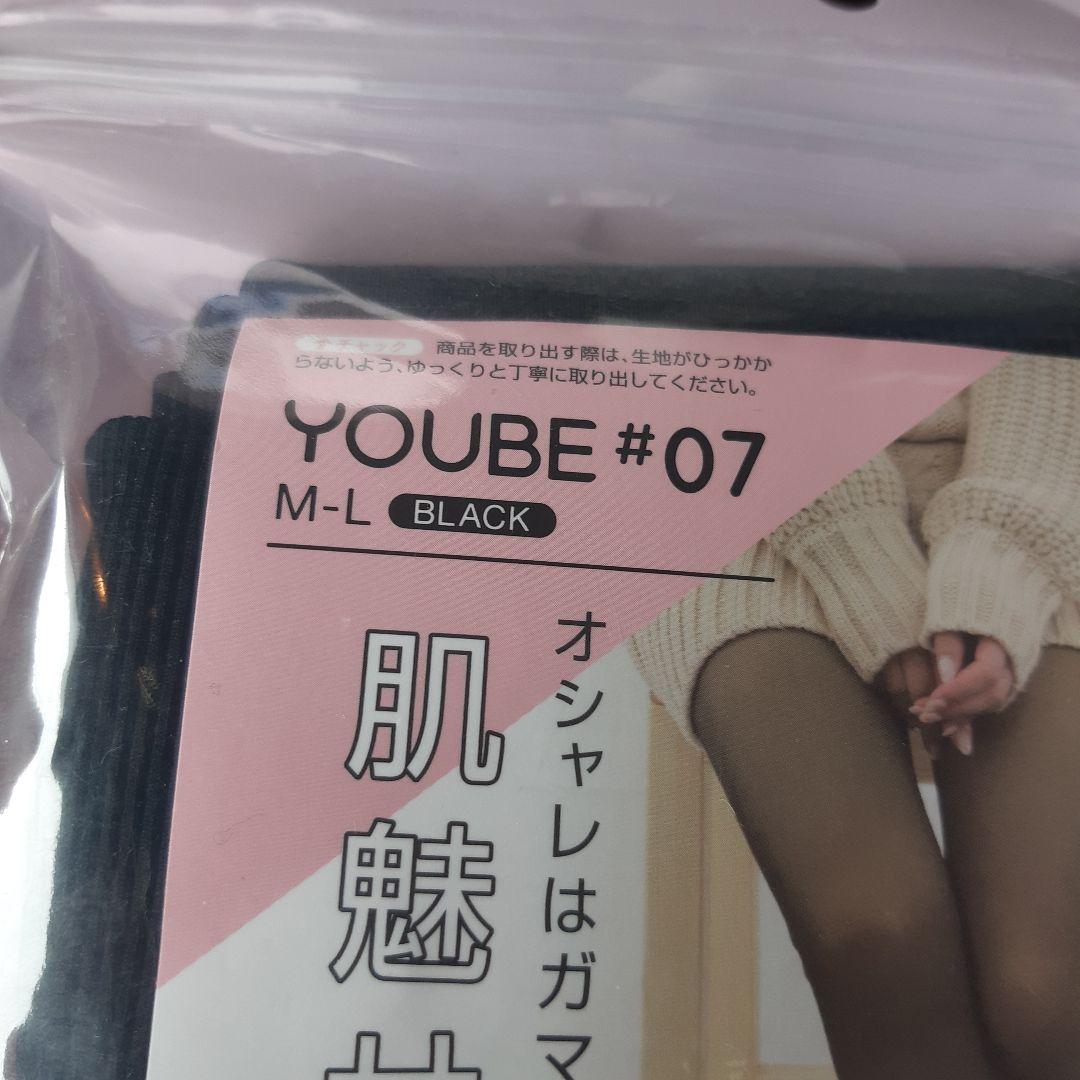 チャック 商品を取り出す際は、生地がひっかか
らないよう、ゆっくりと丁寧に取り出してください。
YOUBE #07
M-L BLACK
オシャレはガマ
肌魅せ